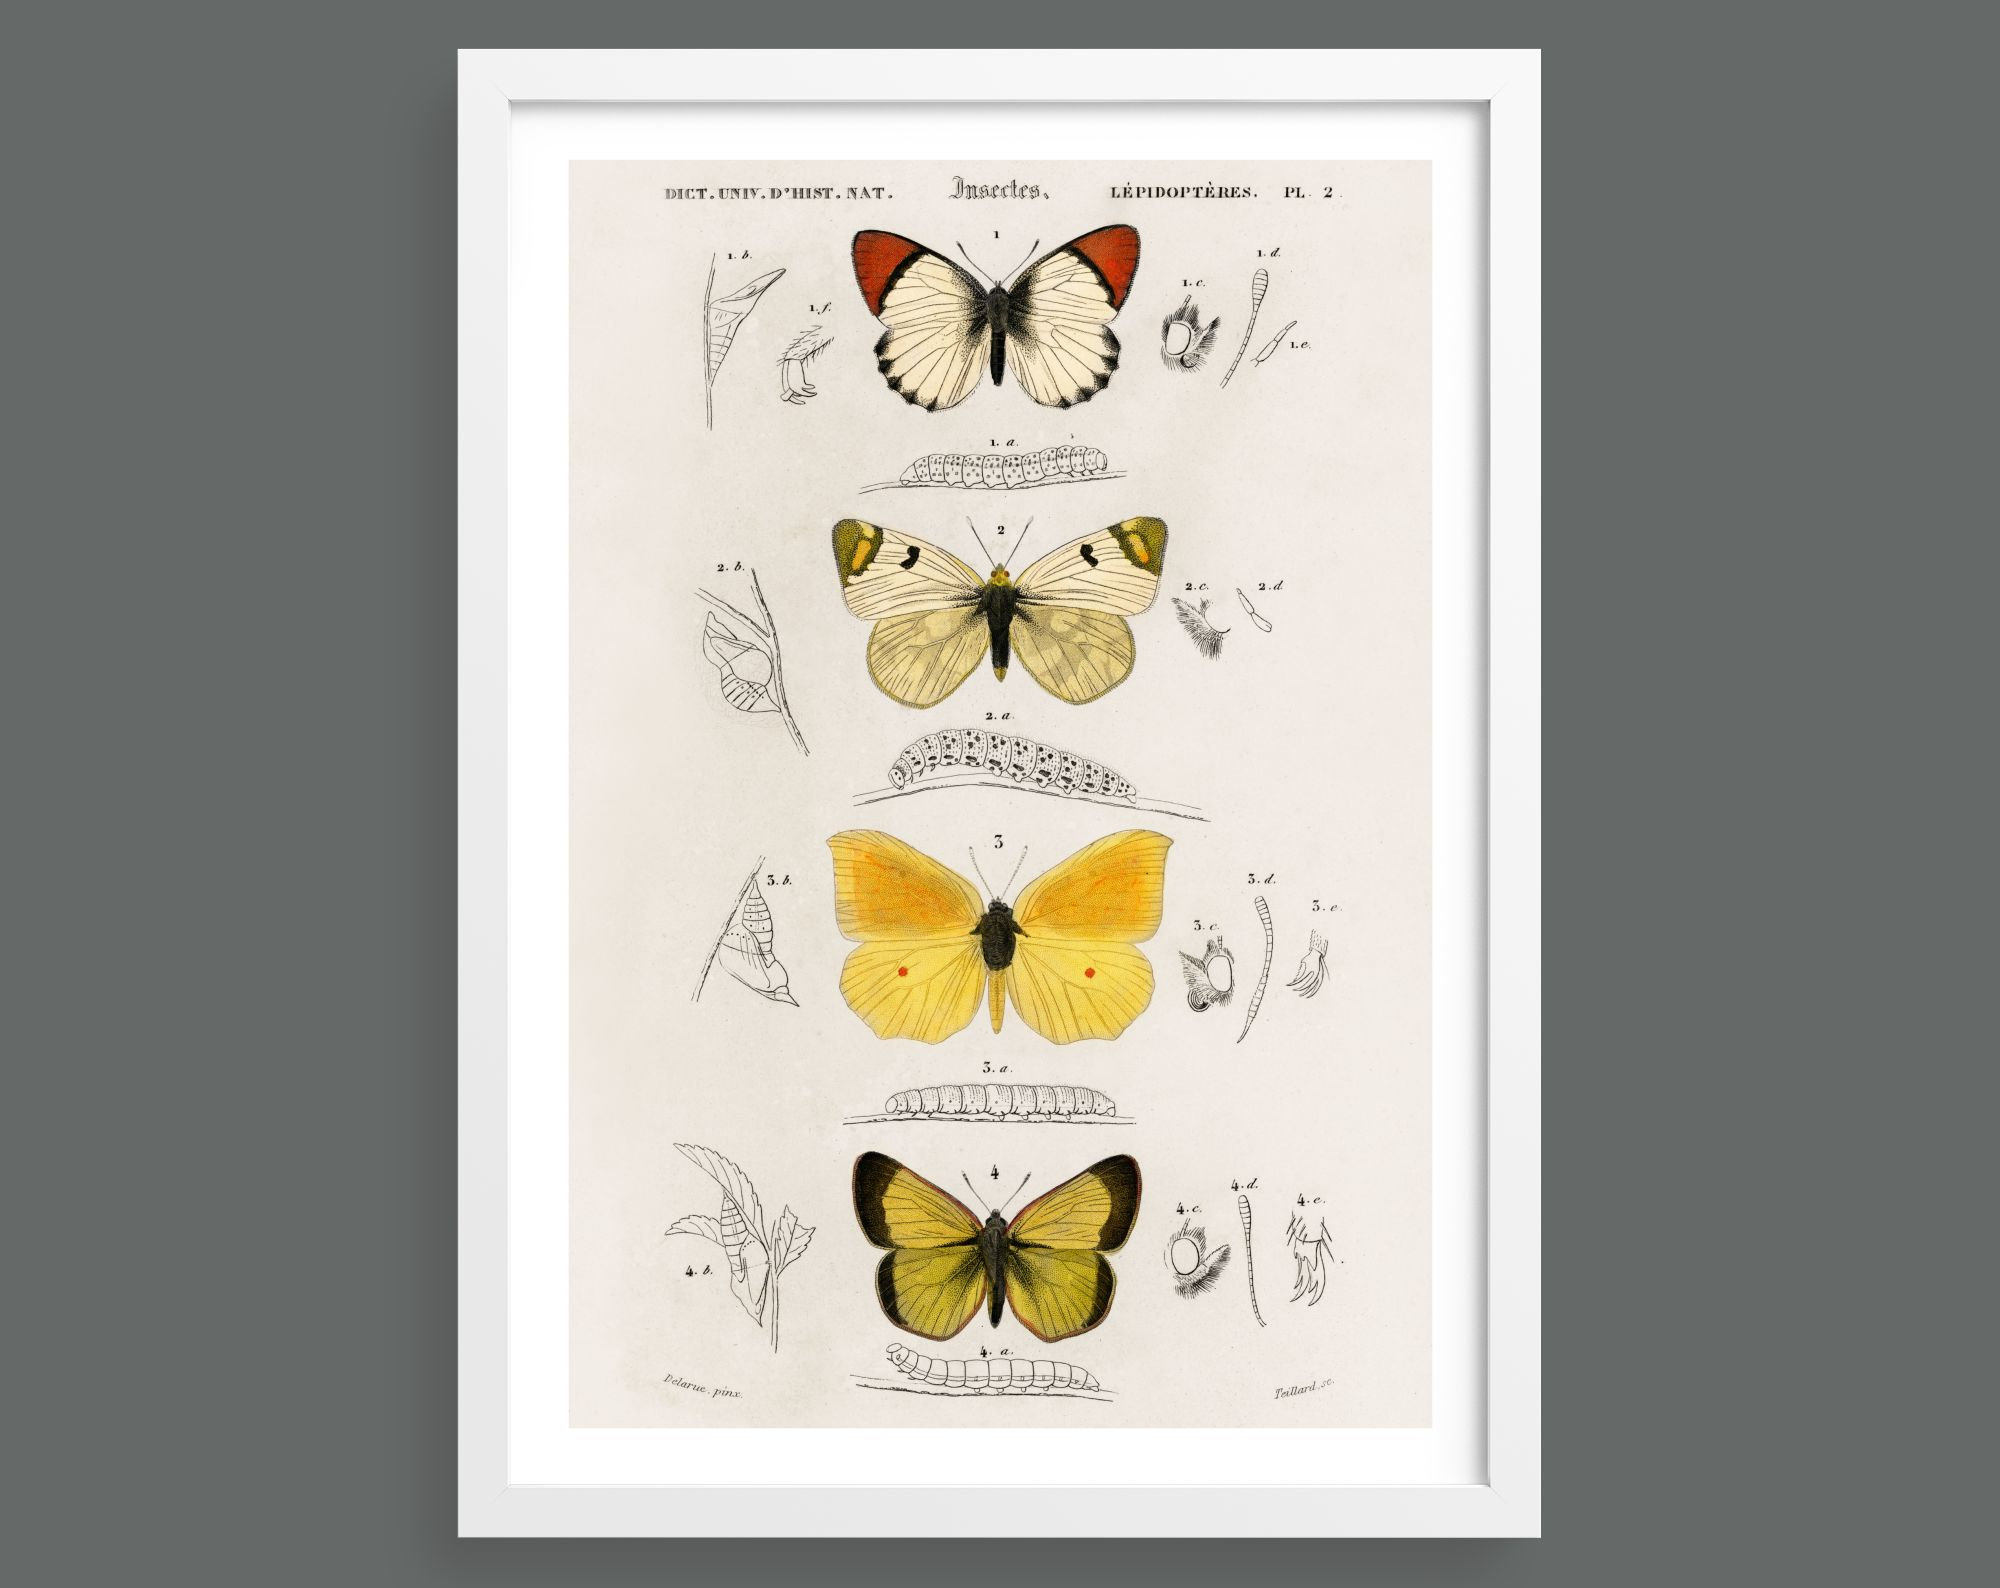 DICT. UNIV. D'HIST. NAT. Insectes, LÉPIDOPTÈRES. PL. 2.
1
1. b.
1. f.
1. c.
1. d.
1. e.
1. a.
2
2. b.
2. c.
2. d
2. a.
3
3. b.
3. c.
3. d.
3. e.
3. a.
4
4. b.
4. c.
4. d.
4. e.
4. a.
Delarue. pinx.
Teillard. sc.